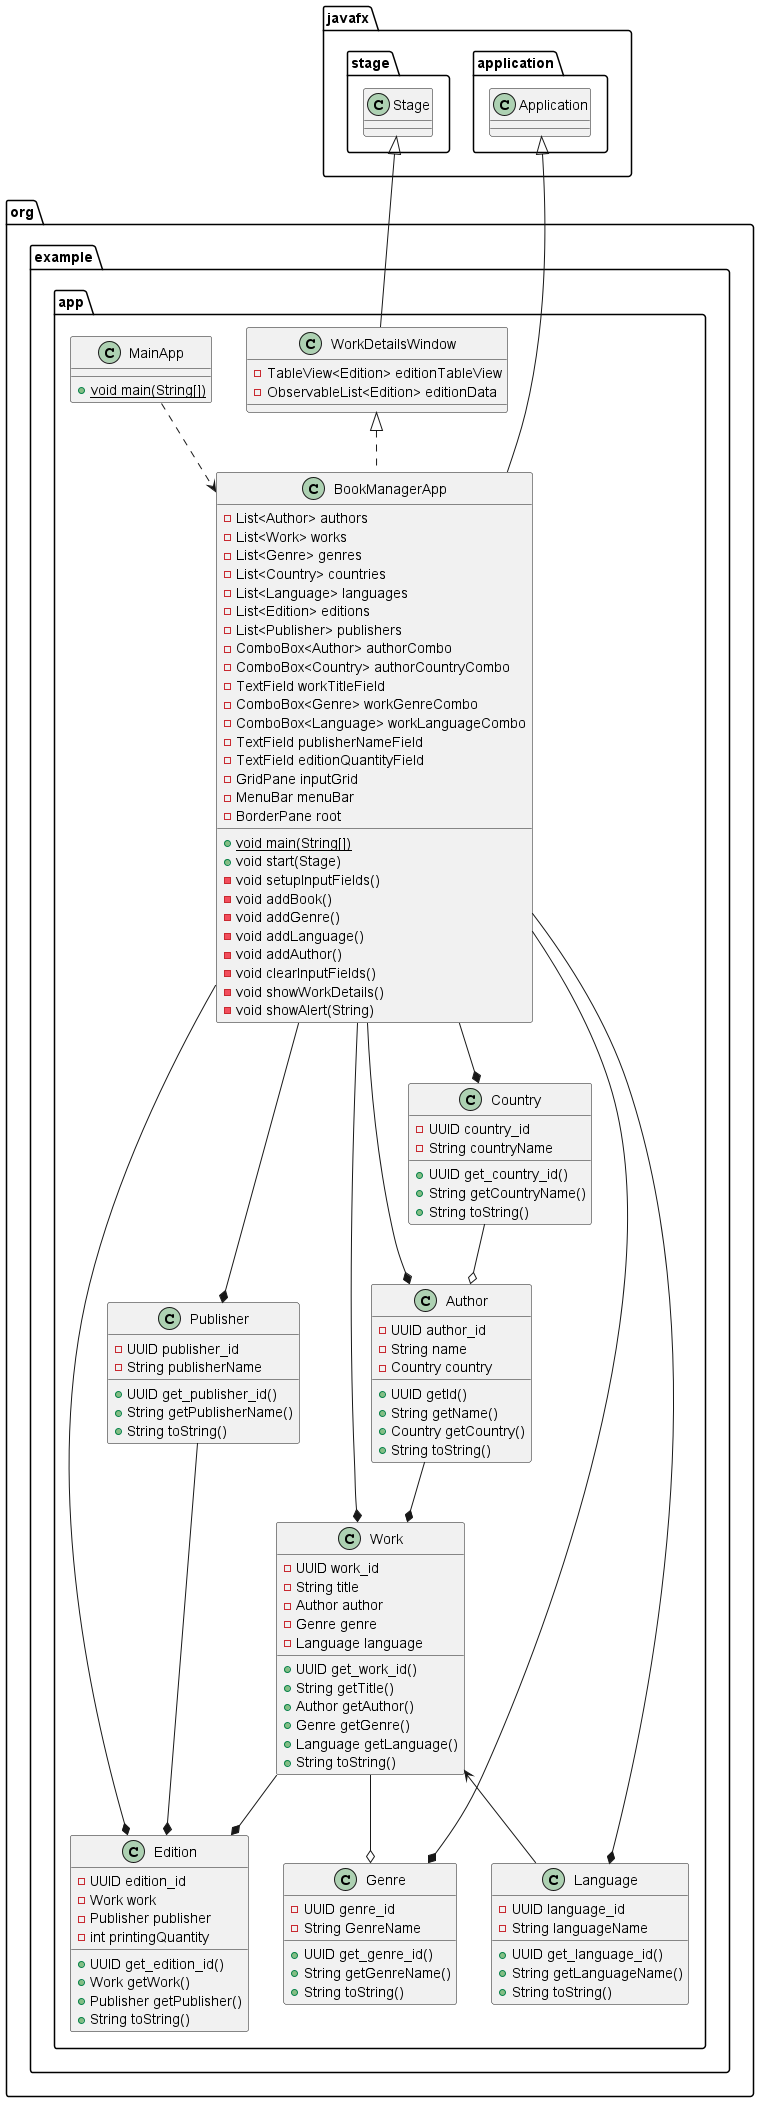 javafx
stage
application
C Stage
C Application
org
example
app
C MainApp
void main(String[])
C WorkDetailsWindow
TableView<Edition> editionTableView
ObservableList<Edition> editionData
C BookManagerApp
List<Author> authors
List<Work> works
List<Genre> genres
List<Country> countries
List<Language> languages
List<Edition> editions
List<Publisher> publishers
ComboBox<Author> authorCombo
ComboBox<Country> authorCountryCombo
TextField workTitleField
ComboBox<Genre> workGenreCombo
ComboBox<Language> workLanguageCombo
TextField publisherNameField
TextField editionQuantityField
GridPane inputGrid
MenuBar menuBar
BorderPane root
void main(String[])
void start(Stage)
void setupInputFields()
void addBook()
void addGenre()
void addLanguage()
void addAuthor()
void clearInputFields()
void showWorkDetails()
void showAlert(String)
C Country
UUID country_id
String countryName
UUID get_country_id()
String getCountryName()
String toString()
C Publisher
UUID publisher_id
String publisherName
UUID get_publisher_id()
String getPublisherName()
String toString()
C Author
UUID author_id
String name
Country country
UUID getId()
String getName()
Country getCountry()
String toString()
C Work
UUID work_id
String title
Author author
Genre genre
Language language
UUID get_work_id()
String getTitle()
Author getAuthor()
Genre getGenre()
Language getLanguage()
String toString()
C Edition
UUID edition_id
Work work
Publisher publisher
int printingQuantity
UUID get_edition_id()
Work getWork()
Publisher getPublisher()
String toString()
C Genre
UUID genre_id
String GenreName
UUID get_genre_id()
String getGenreName()
String toString()
C Language
UUID language_id
String languageName
UUID get_language_id()
String getLanguageName()
String toString()